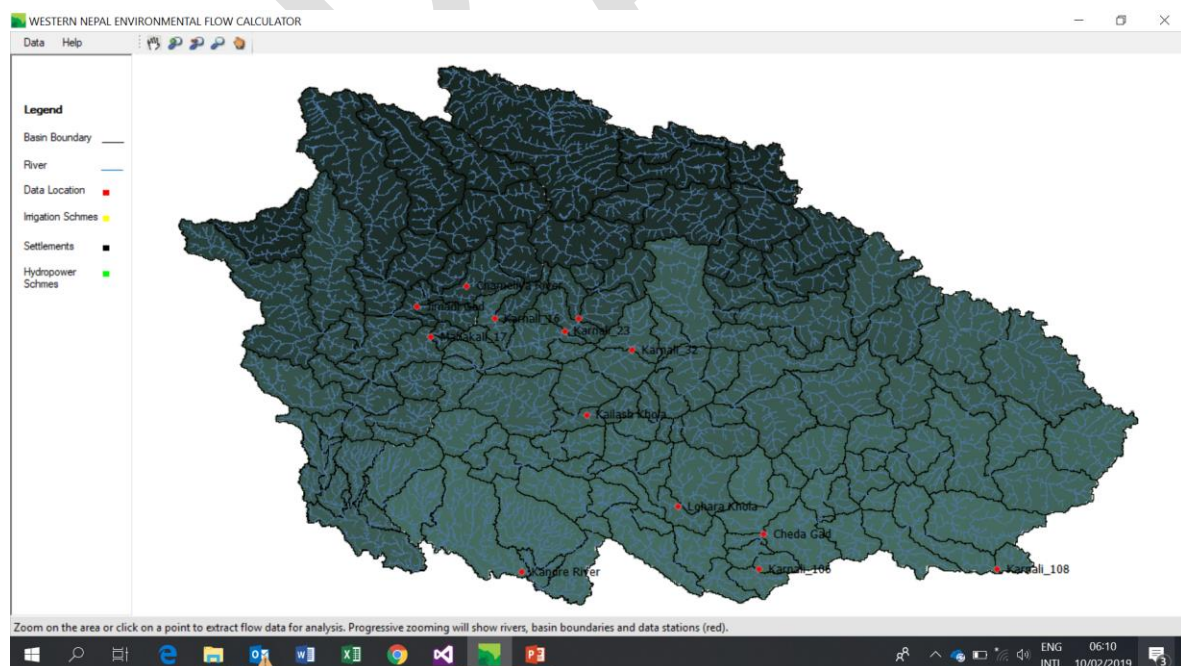 WESTERN NEPAL ENVIRONMENTAL FLOW CALCULATOR
Data Help
Legend
Basin Boundary
River
Data Location
Irrigation Schmes
Settlements
Hydropower
Schmes
Chameliya River
Karnali_16
Karnali_23
Mahakali_17
Karnali_32
Kailash Khola
Lohara Khola
Cheda Gad
Kandre River
Karnali_106
Karnali_108
Zoom on the area or click on a point to extract flow data for analysis. Progressive zooming will show rivers, basin boundaries and data stations (red).
ENG 06:10
INTL 10/02/2019